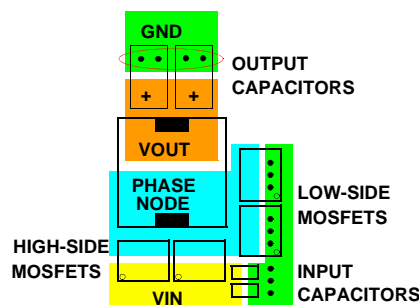 GND
OUTPUT
CAPACITORS
+ +
VOUT
PHASE
NODE
LOW-SIDE
MOSFETS
HIGH-SIDE
MOSFETS
INPUT
CAPACITORS
VIN